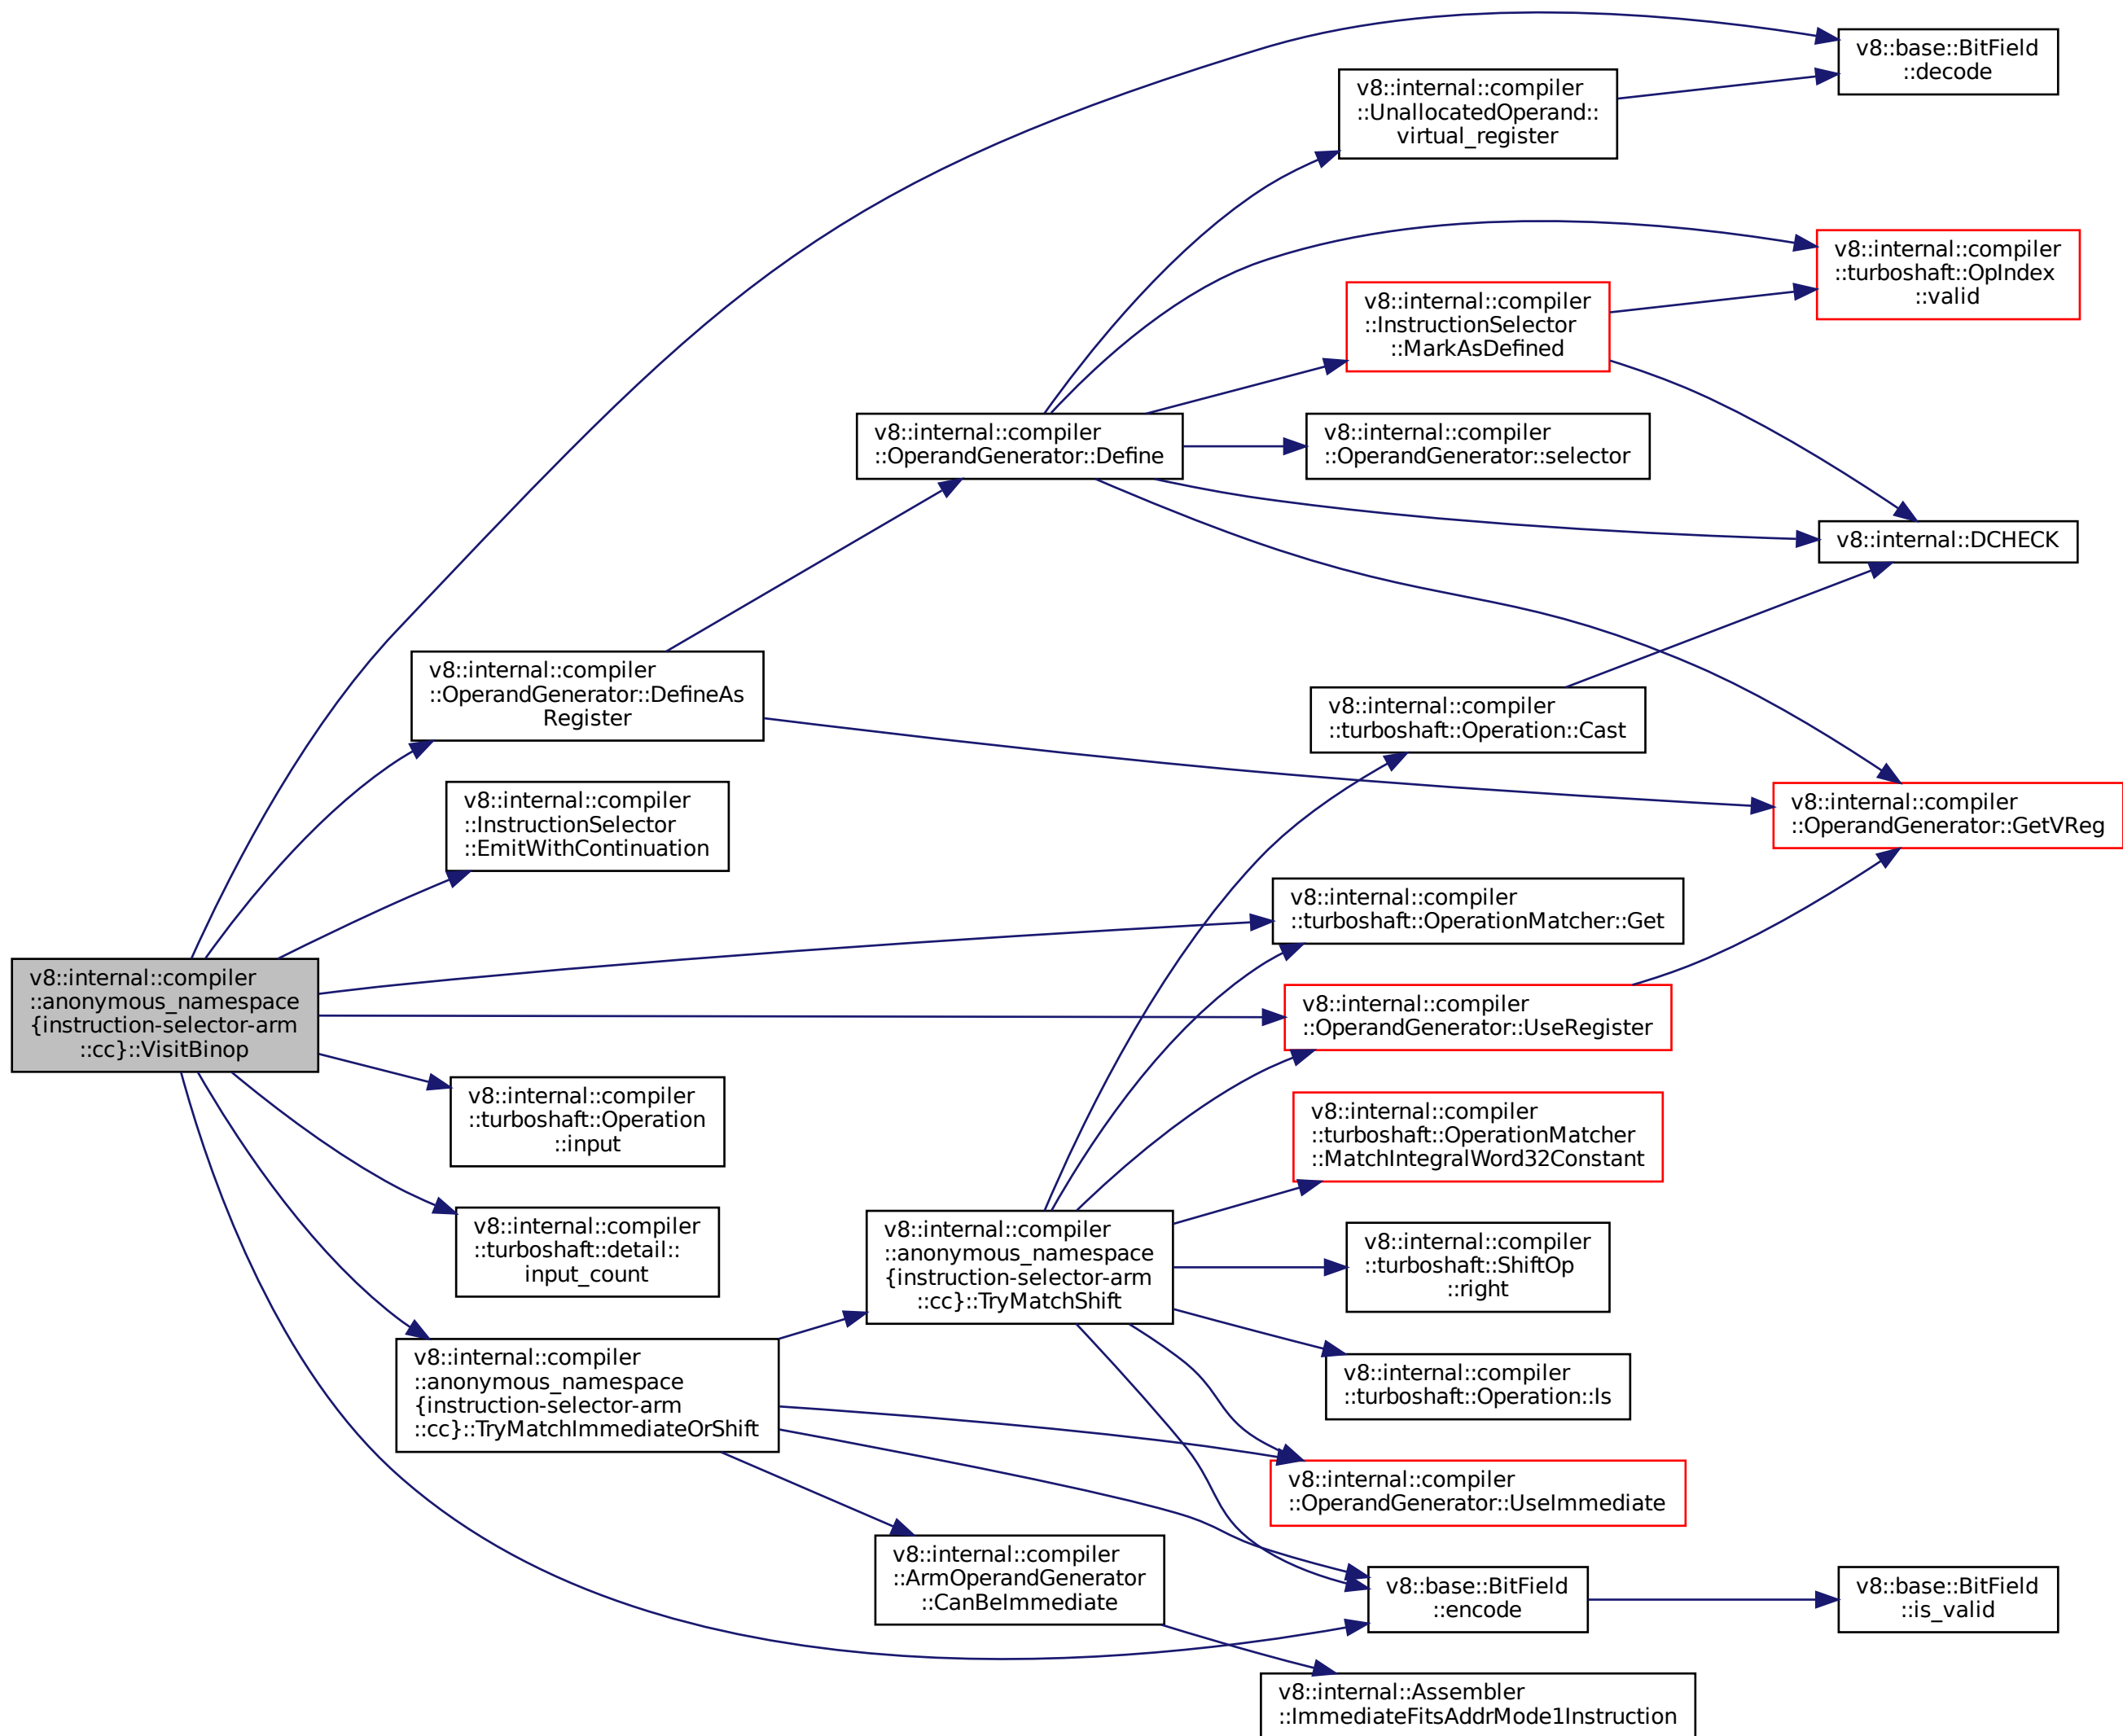 v8::base::BitField
::decode
v8::internal::compiler
::UnallocatedOperand::
virtual_register
v8::internal::compiler
::turboshaft::OpIndex
::valid
v8::internal::compiler
::InstructionSelector
::MarkAsDefined
v8::internal::compiler
::OperandGenerator::Define
v8::internal::compiler
::OperandGenerator::selector
v8::internal::DCHECK
v8::internal::compiler
::OperandGenerator::DefineAs
Register
v8::internal::compiler
::turboshaft::Operation::Cast
v8::internal::compiler
::InstructionSelector
::EmitWithContinuation
v8::internal::compiler
::OperandGenerator::GetVReg
v8::internal::compiler
::turboshaft::OperationMatcher::Get
v8::internal::compiler
::anonymous_namespace
{instruction-selector-arm
::cc}::VisitBinop
v8::internal::compiler
::OperandGenerator::UseRegister
v8::internal::compiler
::turboshaft::Operation
::input
v8::internal::compiler
::turboshaft::OperationMatcher
::MatchIntegralWord32Constant
v8::internal::compiler
::turboshaft::detail::
input_count
v8::internal::compiler
::anonymous_namespace
{instruction-selector-arm
::cc}::TryMatchShift
v8::internal::compiler
::turboshaft::ShiftOp
::right
v8::internal::compiler
::anonymous_namespace
{instruction-selector-arm
::cc}::TryMatchImmediateOrShift
v8::internal::compiler
::turboshaft::Operation::Is
v8::internal::compiler
::OperandGenerator::UseImmediate
v8::internal::compiler
::ArmOperandGenerator
::CanBeImmediate
v8::base::BitField
::encode
v8::base::BitField
::is_valid
v8::internal::Assembler
::ImmediateFitsAddrMode1Instruction